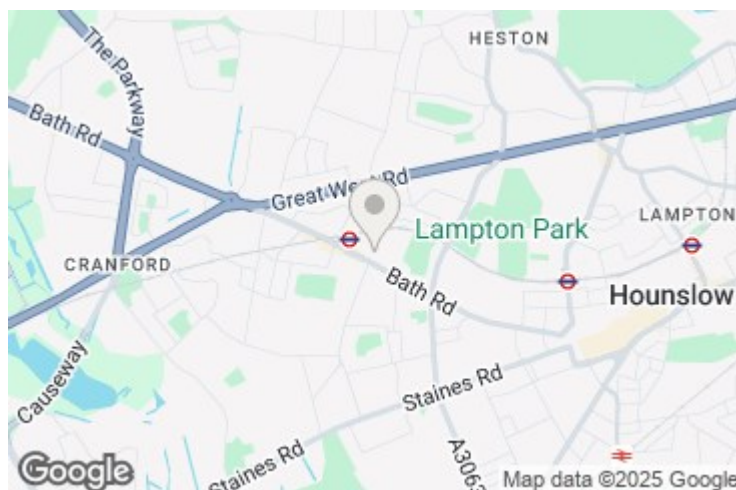 HESTON
The Parkway
Bath Rd
Great West Rd
LAMPTON
Lampton Park
CRANFORD
Bath Rd
Hounslow
Causeway
Staines Rd
Staines Rd
A3063
Google
Map data ©2025 Google